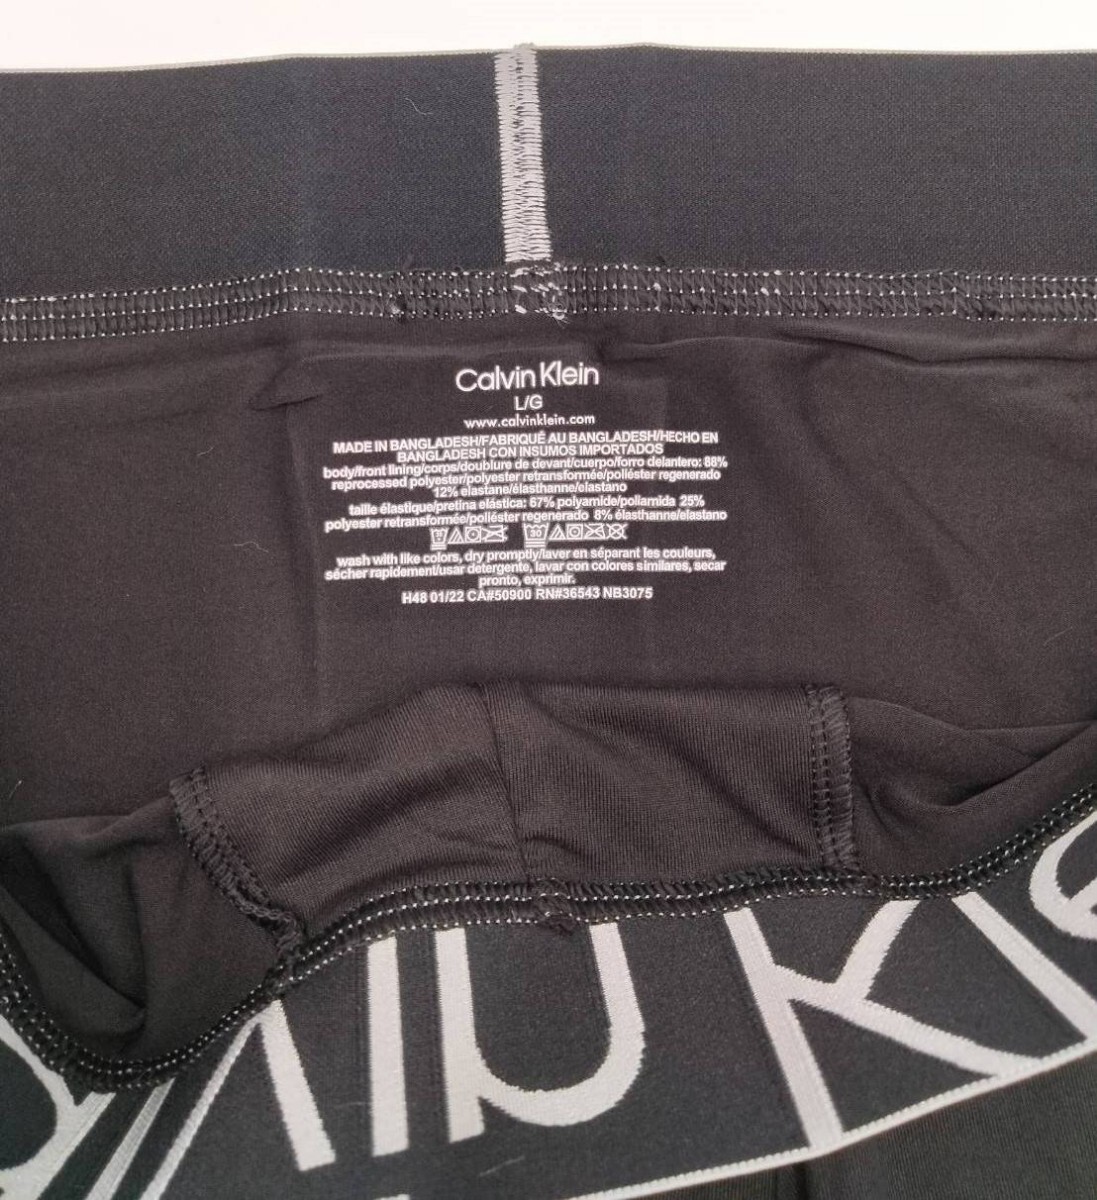 Calvin Klein
L/G
www.calvinklein.com
MADE IN BANGLADESH/FABRIQUÉ AU BANGLADESH/HECHO EN
BANGLADESH CON INSUMOS IMPORTADOS
body/front lining/corps/doublure de devant/cuerpo/forro delantero: 88%
reprocessed polyester/polyester retransformée/poliéster regenerado
12% elastane/élasthanne/elastano
taille élastique/pretina elástica: 67% polyamide/poliamida 25%
polyester retransformée/poliéster regenerado 8% élasthanne/elastano
30
wash with like colors, dry promptly/laver en séparant les couleurs,
sécher rapidement/usar detergente, lavar con colores similares, secar
pronto, exprimir.
H48 01/22 CA#50900 RN#36543 NB3075